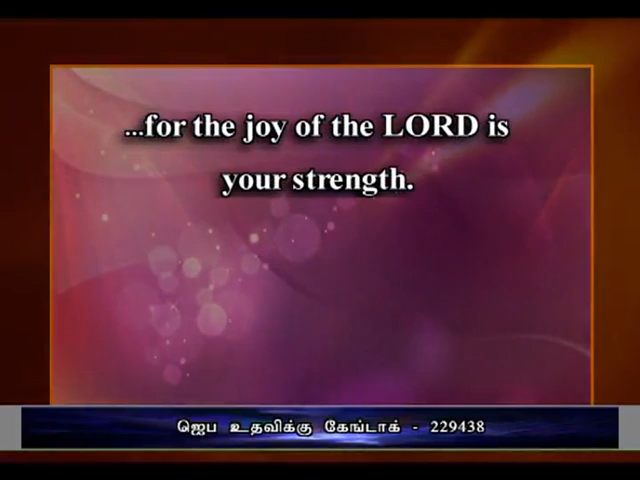 ...for the joy of the LORD is
your strength.
ஜெப உதவிக்கு கேங்டாக் - 229438